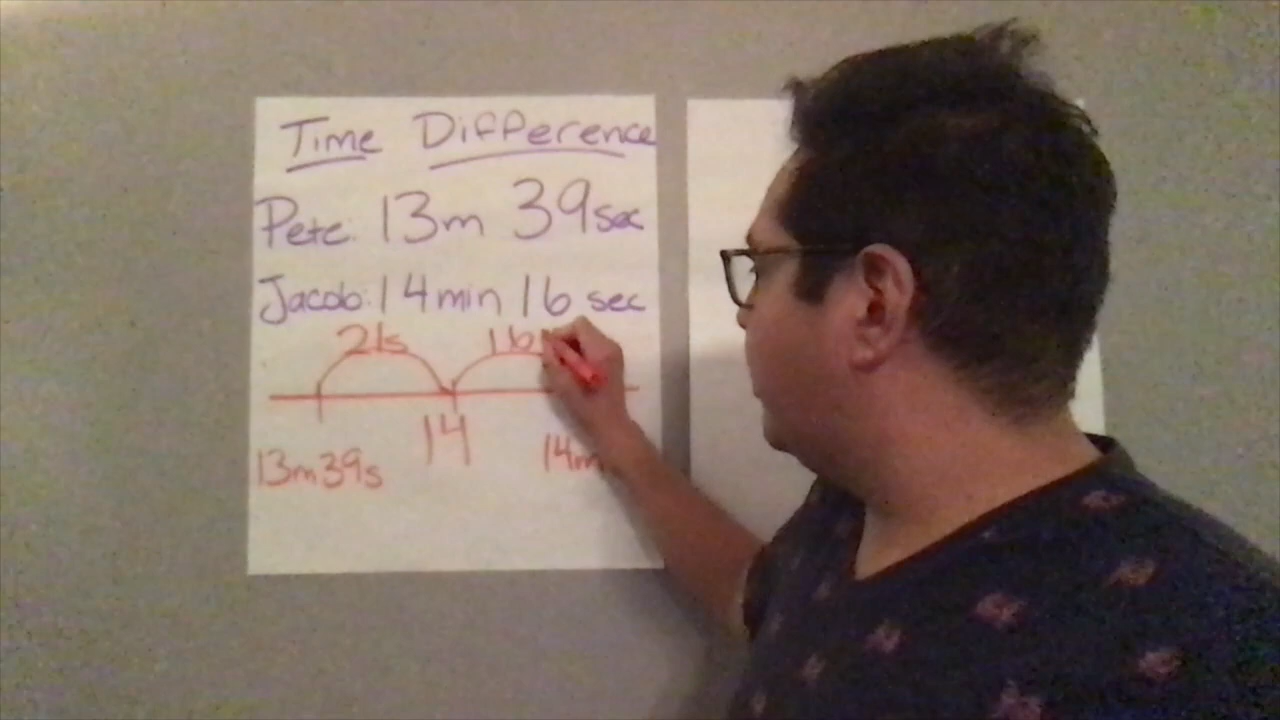 Time Difference
Pete: 13m 39sec
Jacob: 14min 16 sec
21s 16
14
13m39s 14m